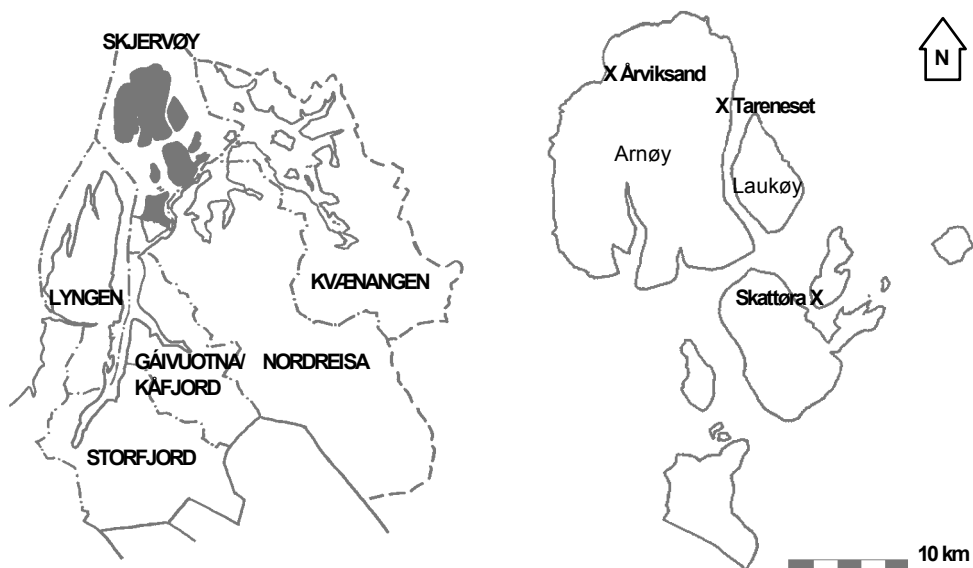 SKJERVØY
LYNGEN
KVÆNANGEN
GÁIVUOTNA/
KÅFJORD
NORDREISA
STORFJORD
N
X Årviksand
X Tareneset
Arnøy
Laukøy
Skattøra X
10 km